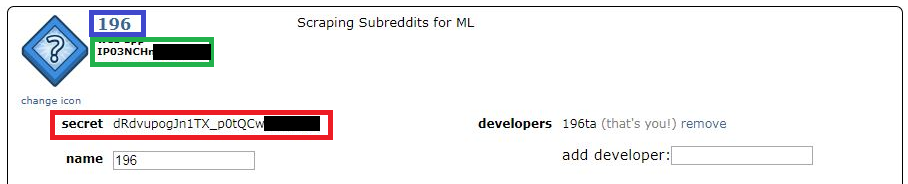 196
Scraping Subreddits for ML
IP03NCHr
change icon
secret dRdvupogJn1TX_p0tQCw
developers 196ta (that's you!) remove
name 196
add developer: